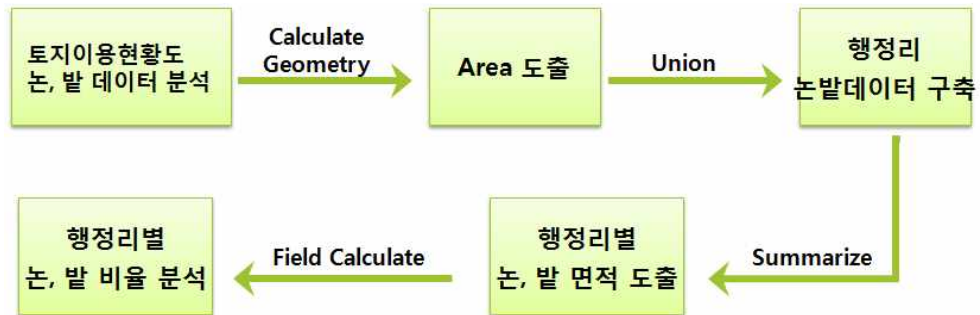 토지이용현황도
논, 밭 데이터 분석
Calculate
Geometry
Area 도출
Union
행정리
논밭데이터 구축
Summarize
행정리별
논, 밭 면적 도출
Field Calculate
행정리별
논, 밭 비율 분석